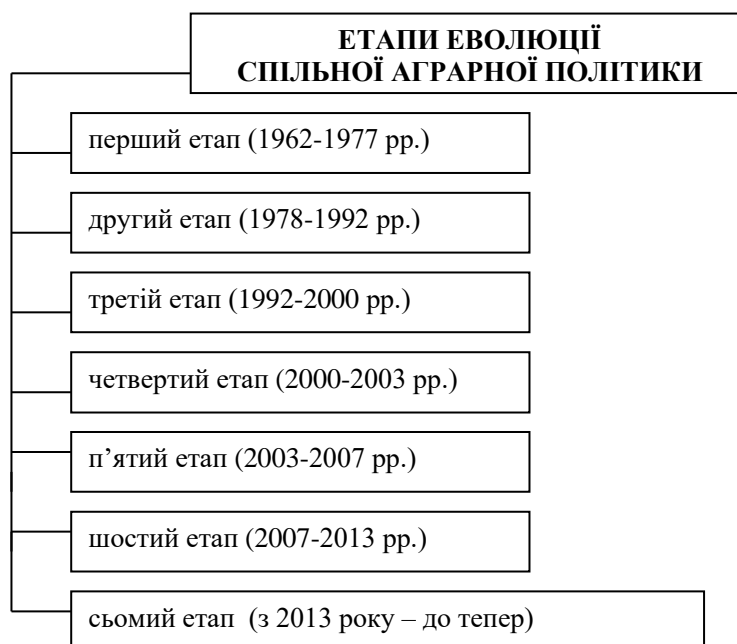 ЕТАПИ ЕВОЛЮЦІЇ
СПІЛЬНОЇ АГРАРНОЇ ПОЛІТИКИ
перший етап (1962-1977 рр.)
другий етап (1978-1992 рр.)
третій етап (1992-2000 рр.)
четвертий етап (2000-2003 рр.)
п’ятий етап (2003-2007 рр.)
шостий етап (2007-2013 рр.)
сьомий етап (з 2013 року – до тепер)